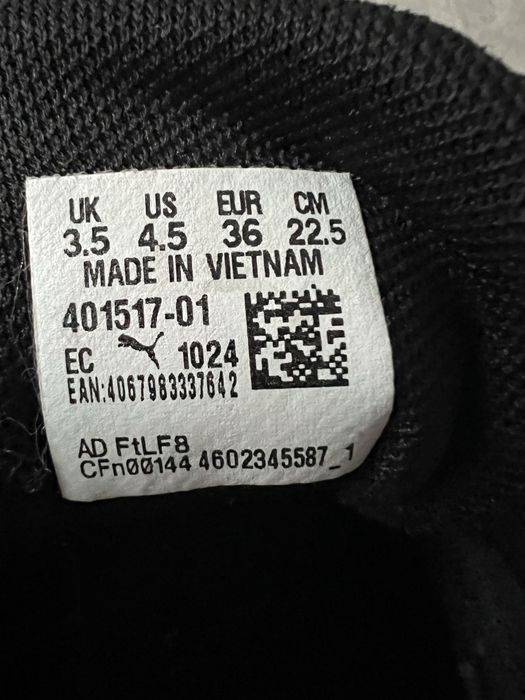 UK US EUR CM
3.5 4.5 36 22.5
MADE IN VIETNAM
401517-01
EC 1024
EAN:4067983337642
AD FtLF8
CFn00144 4602345587_1